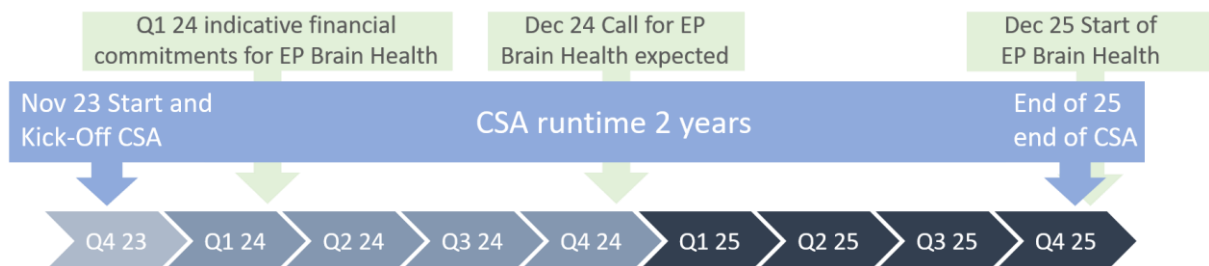 Q1 24 indicative financial
commitments for EP Brain Health
Dec 24 Call for EP
Brain Health expected
Dec 25 Start of
EP Brain Health
Nov 23 Start and
Kick-Off CSA
CSA runtime 2 years
End of 25
end of CSA
Q4 23
Q1 24
Q2 24
Q3 24
Q4 24
Q1 25
Q2 25
Q3 25
Q4 25